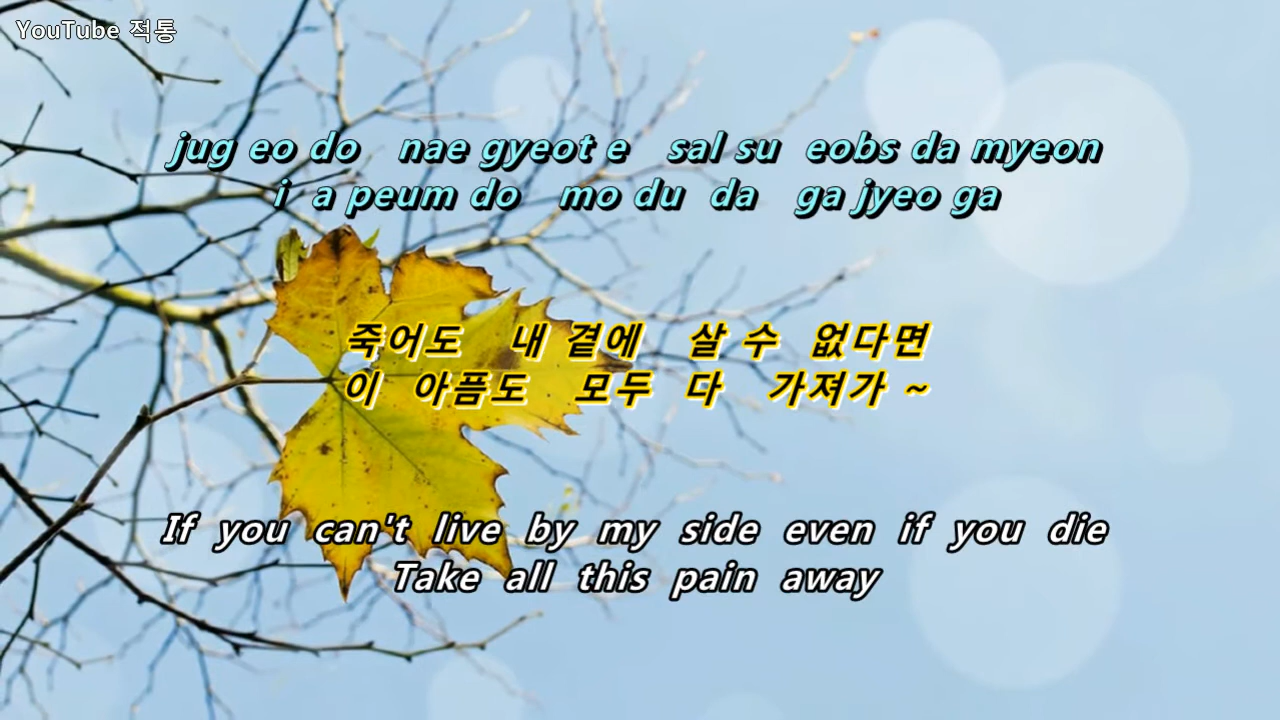 YouTube 적통
jug eo do nae gyeot e sal su eobs da myeon
i a peum do mo du da ga jyeo ga
죽어도 내 곁에 살 수 없다면
이 아픔도 모두 다 가져가 ~
If you can't live by my side even if you die
Take all this pain away